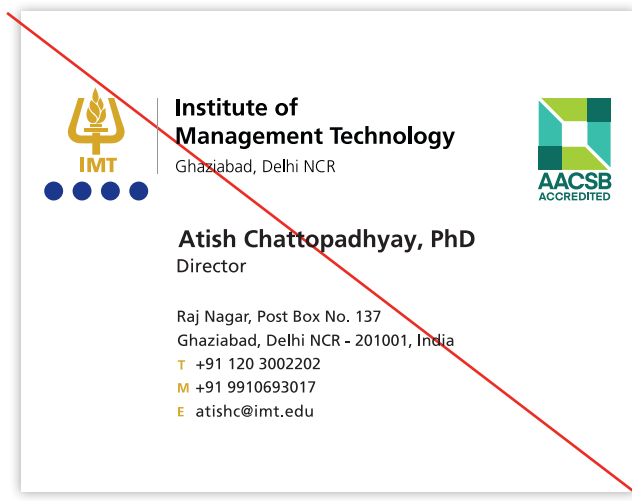 IMT
Institute of
Management Technology
Ghaziabad, Delhi NCR
AACSB
ACCREDITED
Atish Chattopadhyay, PhD
Director
Raj Nagar, Post Box No. 137
Ghaziabad, Delhi NCR - 201001, India
T +91 120 3002202
M +91 9910693017
E atishc@imt.edu